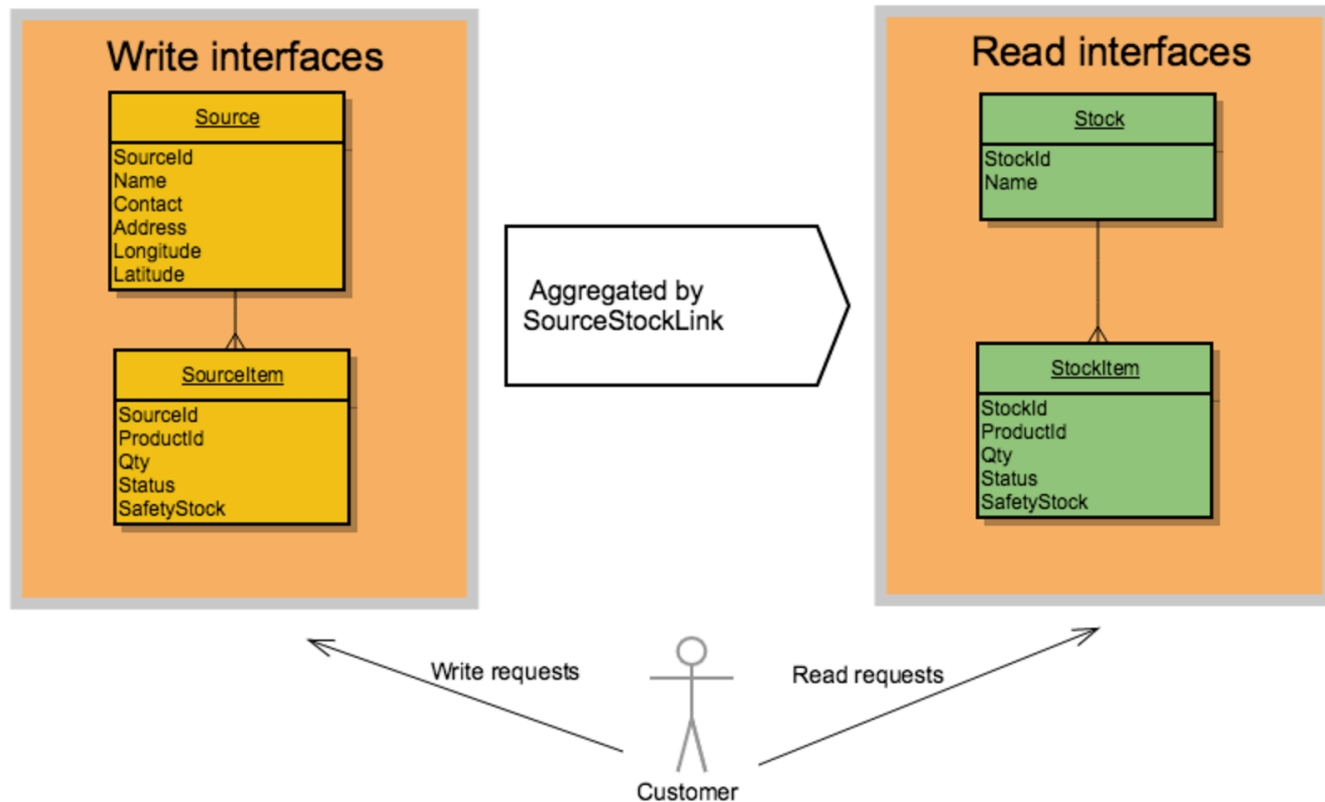 Write interfaces
Source
SourceId
Name
Contact
Address
Longitude
Latitude
SourceItem
SourceId
ProductId
Qty
Status
SafetyStock
Aggregated by
SourceStockLink
Read interfaces
Stock
StockId
Name
StockItem
StockId
ProductId
Qty
Status
SafetyStock
Write requests
Read requests
Customer